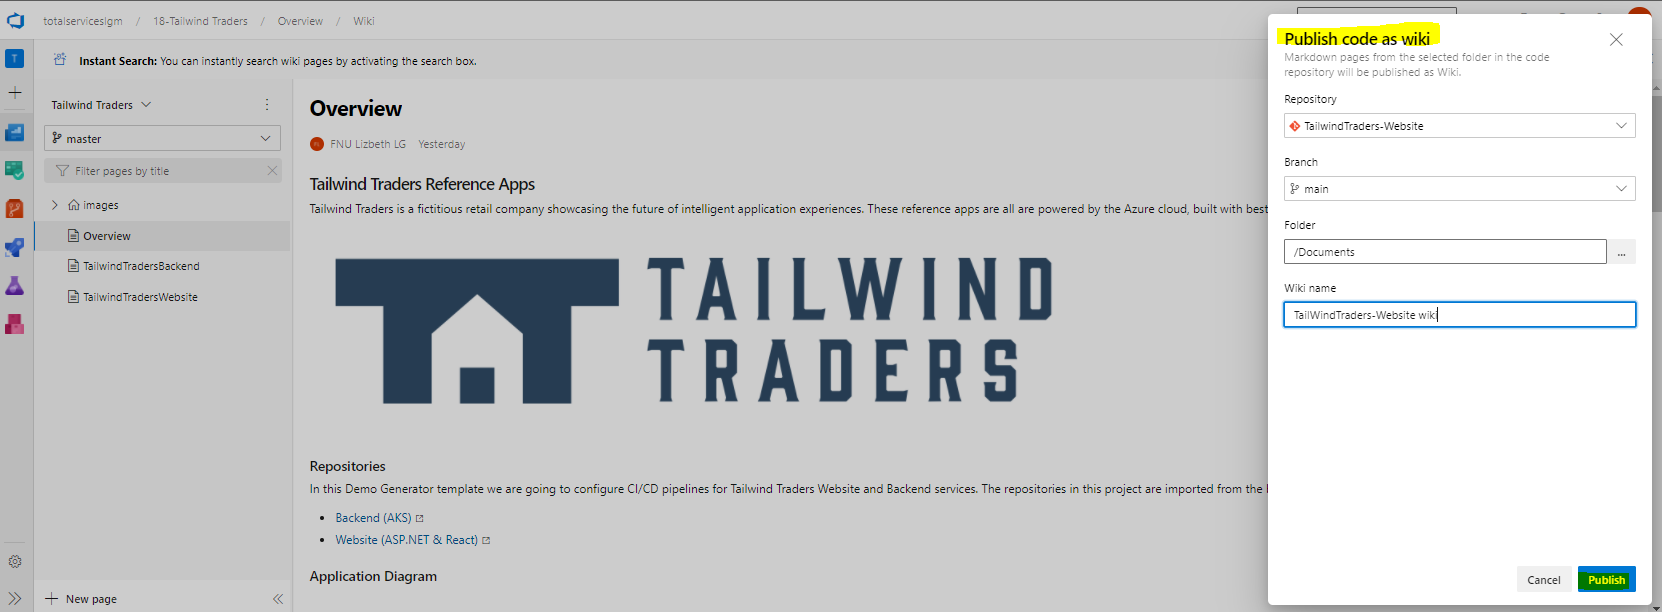 totalserviceslgm / 18-Tailwind Traders / Overview / Wiki
Instant Search: You can instantly search wiki pages by activating the search box.
Tailwind Traders
master
Filter pages by title
images
Overview
TailwindTradersBackend
TailwindTradersWebsite
New page
Overview
FNU Lizbeth LG Yesterday
Tailwind Traders Reference Apps
Tailwind Traders is a fictitious retail company showcasing the future of intelligent application experiences. These reference apps are all are powered by the Azure cloud, built with best
TAILWIND
TRADERS
Repositories
In this Demo Generator template we are going to configure CI/CD pipelines for Tailwind Traders Website and Backend services. The repositories in this project are imported from the
Backend (AKS)
Website (ASP.NET & React)
Application Diagram
Publish code as wiki
Markdown pages from the selected folder in the code
repository will be published as Wiki.
Repository
TailwindTraders-Website
Branch
main
Folder
/Documents
...
Wiki name
TailWindTraders-Website wiki
Cancel
Publish